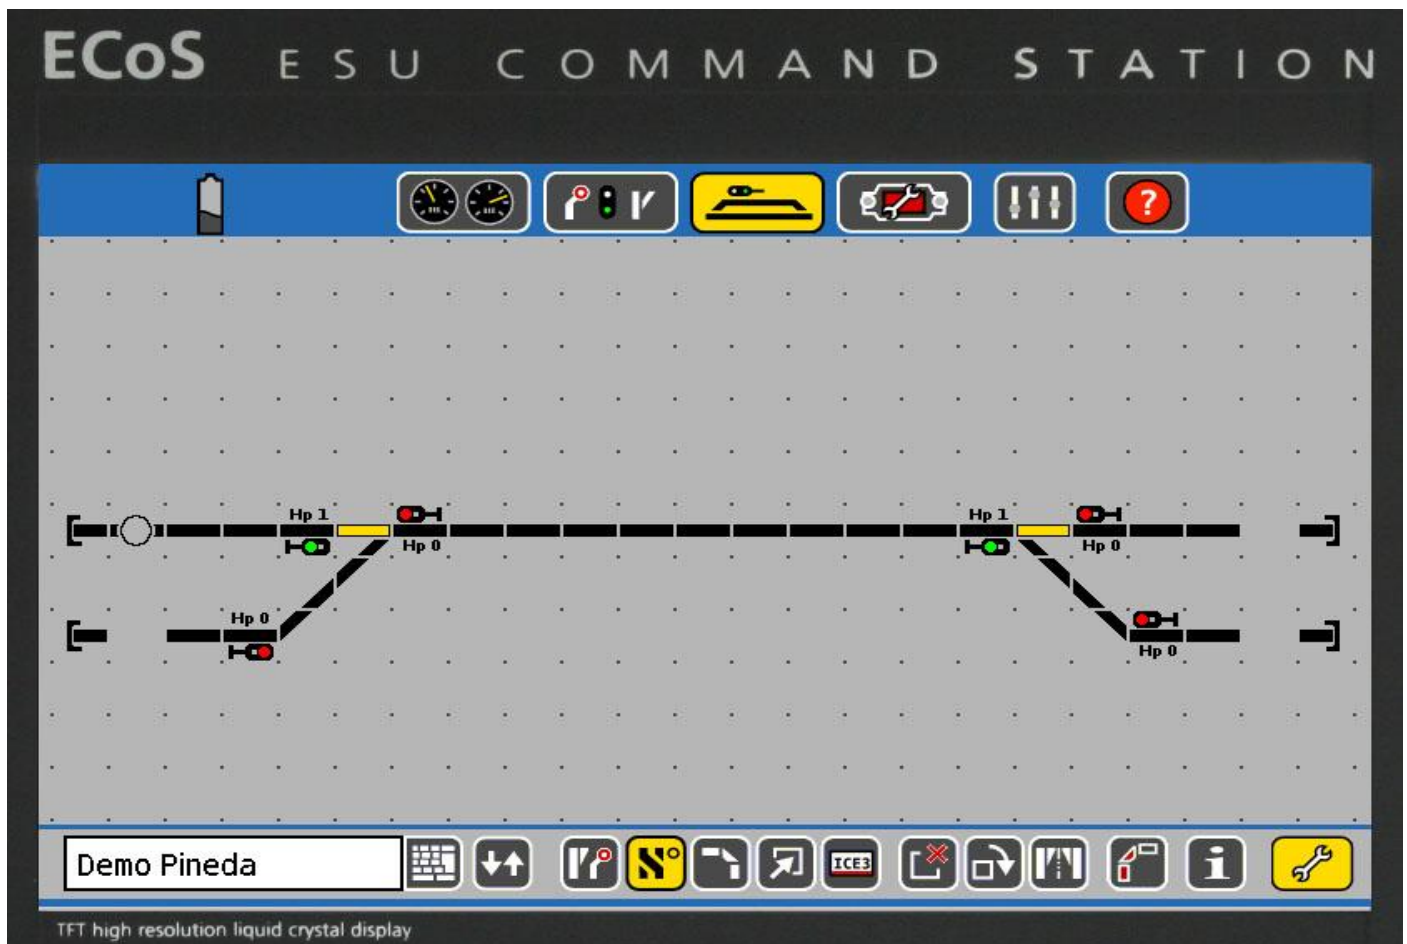 ECoS ESU COMMAND STATION
?
Hp 1
Hp 0
Hp 1
Hp 0
Hp 0
Hp 0
Demo Pineda
ICE3
i
TFT high resolution liquid crystal display